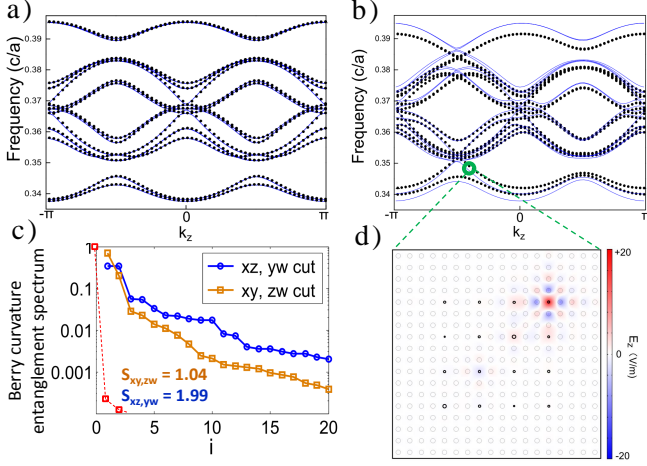 a)
Frequency (c/a)
0.39
0.38
0.37
0.36
0.35
0.34
-π
0
π
k_z
b)
Frequency (c/a)
0.39
0.38
0.37
0.36
0.35
0.34
-π
0
π
k_z
c)
Berry curvature
entanglement spectrum
1
0.1
0.01
0.001
xz, yw cut
xy, zw cut
S_xy,zw = 1.04
S_xz,yw = 1.99
0
5
10
15
20
i
d)
+20
0
-20
E_z (V/m)